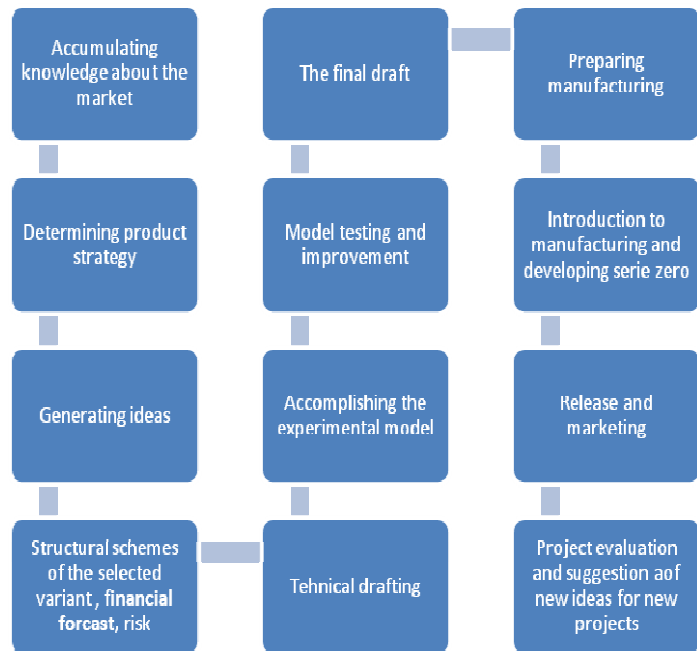 Accumulating
knowledge about the
market
Determining product
strategy
Generating ideas
Structural schemes
of the selected
variant , financial
forcast, risk
Tehnical drafting
Accomplishing the
experimental model
Model testing and
improvement
The final draft
Preparing
manufacturing
Introduction to
manufacturing and
developing serie zero
Release and
marketing
Project evaluation
and suggestion aof
new ideas for new
projects